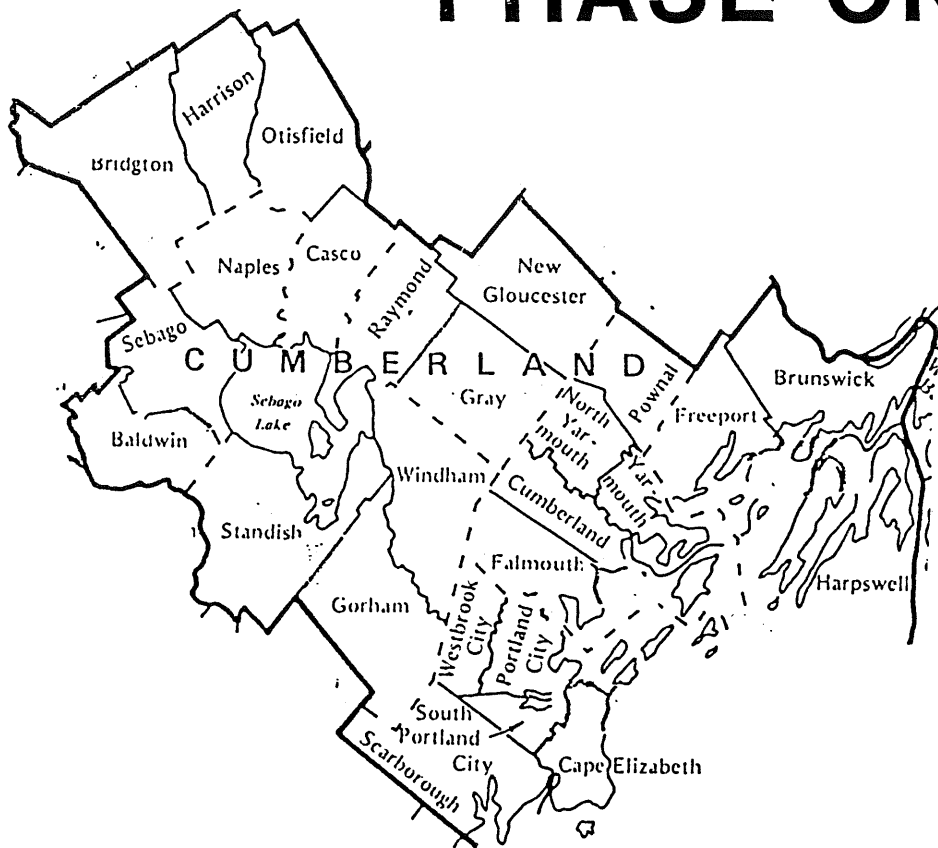 PHASE
Harrison
Bridgton
Otisfield
Naples
Casco
Raymond
New
Gloucester
Sebago
CUMBERLAND
Sebago
Lake
Gray
North
Yar-
mouth
Pownal
Freeport
Brunswick
Baldwin
Windham
Yar-
mouth
Cumberland
Standish
Falmouth
Harpswell
Gorham
Westbrook
City
Portland
City
South
Portland
City
Scarborough
Cape Elizabeth